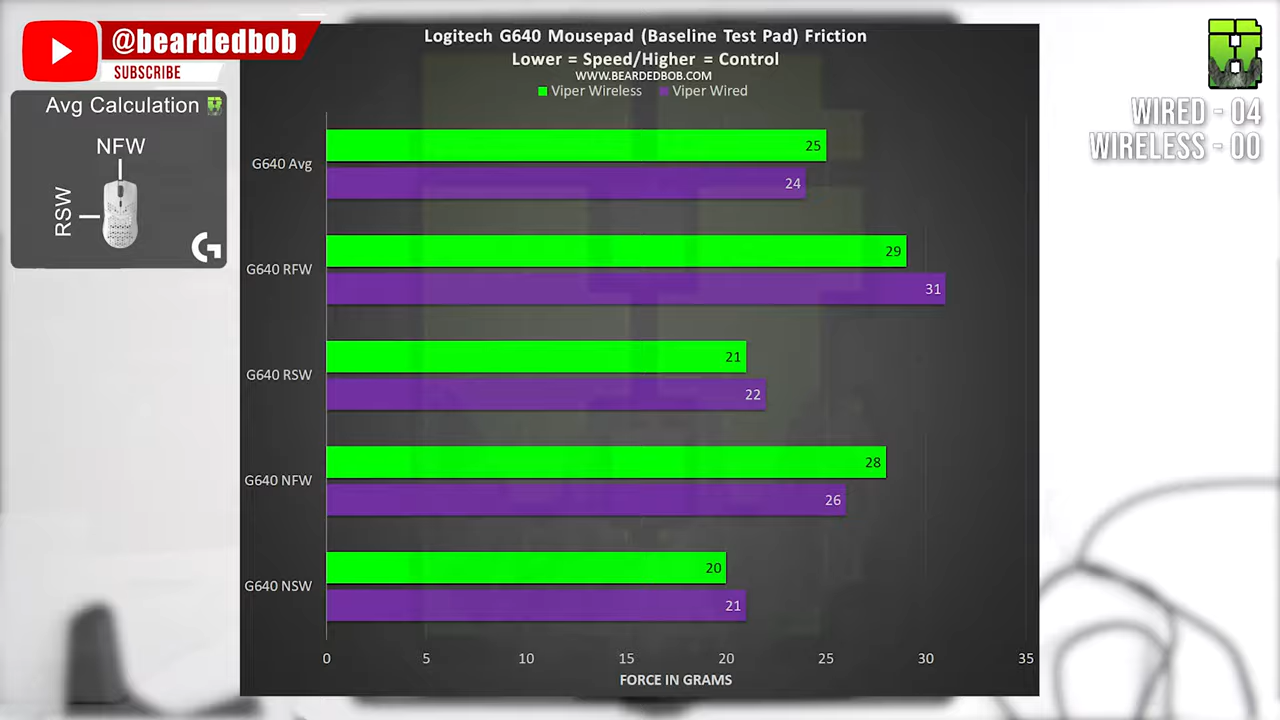 @beardedbob
SUBSCRIBE
Avg Calculation
NFW
RSW
Logitech G640 Mousepad (Baseline Test Pad) Friction
Lower = Speed/Higher = Control
WWW.BEARDEDBOB.COM
Viper Wireless
Viper Wired
WIRED - 04
WIRELESS - 00
G640 Avg
25
24
G640 RFW
29
31
G640 RSW
21
22
G640 NFW
28
26
G640 NSW
20
21
0 5 10 15 20 25 30 35
FORCE IN GRAMS